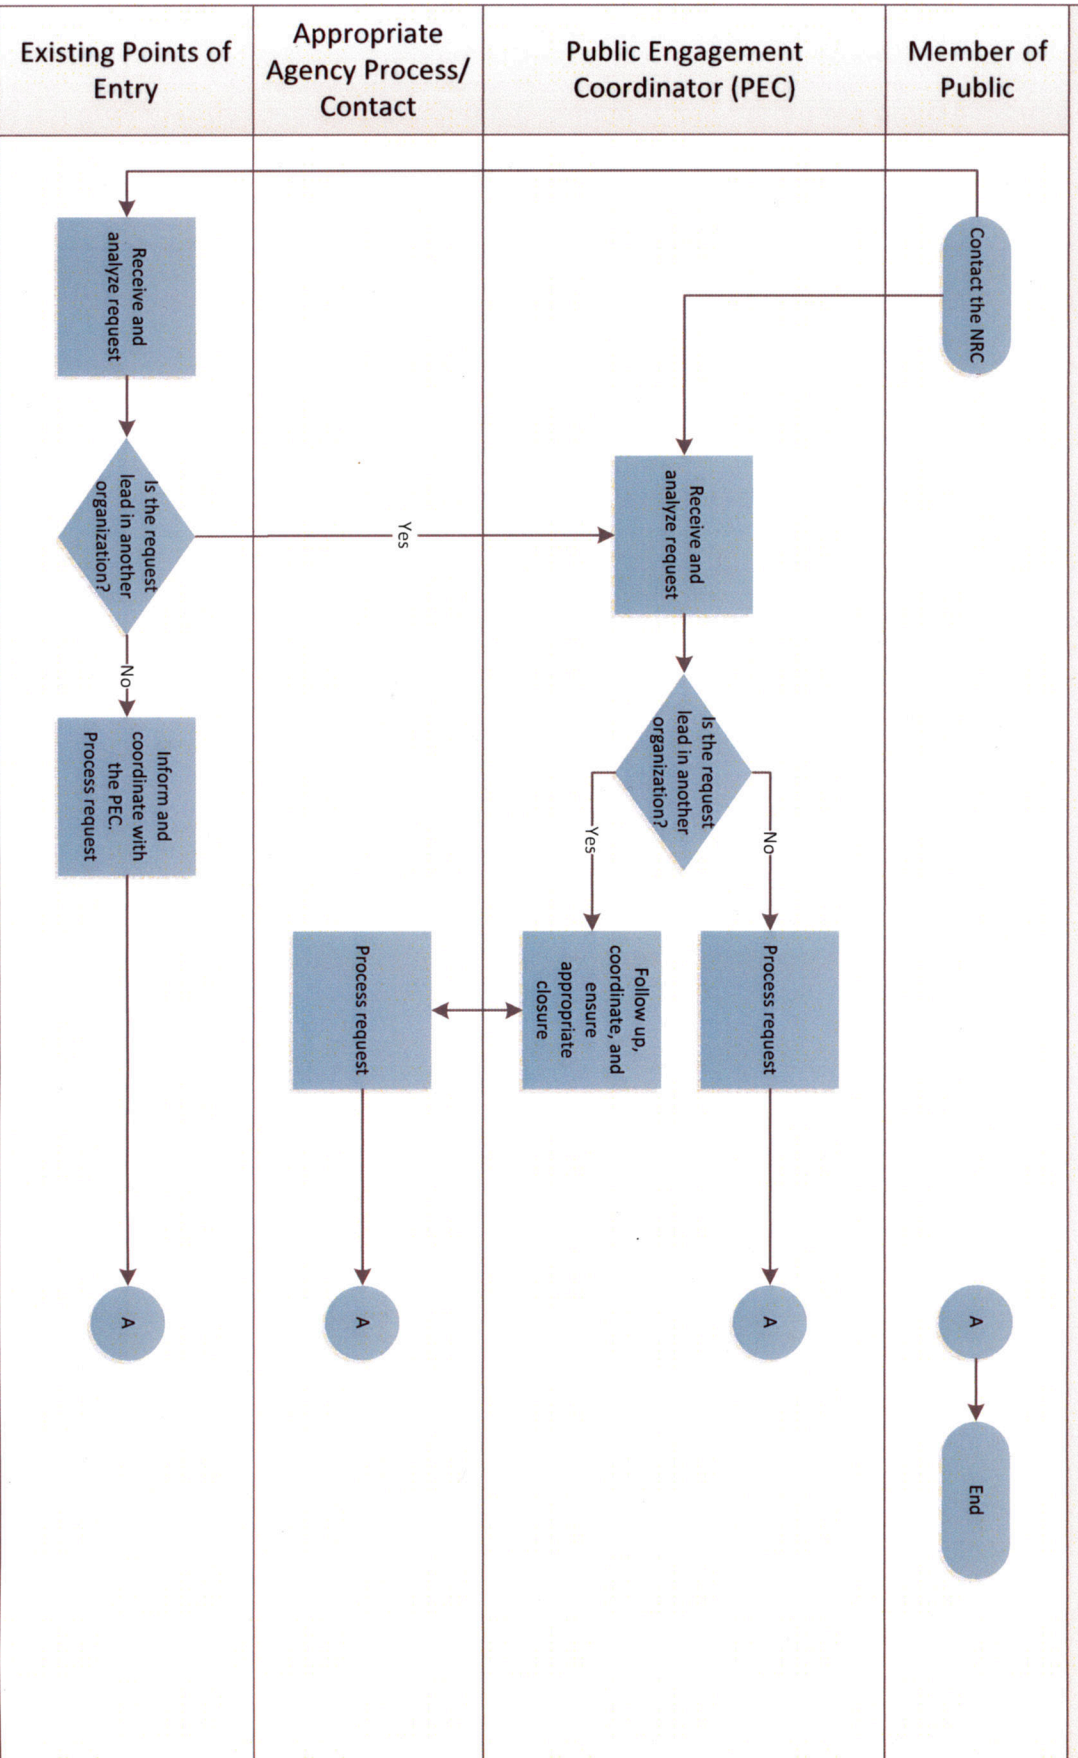 Existing Points of
Entry
Appropriate
Agency Process/
Contact
Public Engagement
Coordinator (PEC)
Member of
Public
Contact the NRC
Receive and
analyze request
Is the request
lead in another
organization?
Yes
No
Inform and
coordinate with
the PEC.
Process request
Receive and
analyze request
Is the request
lead in another
organization?
No
Yes
Process request
Follow up,
coordinate, and
ensure
appropriate
closure
Process request
A
A
A
A
End